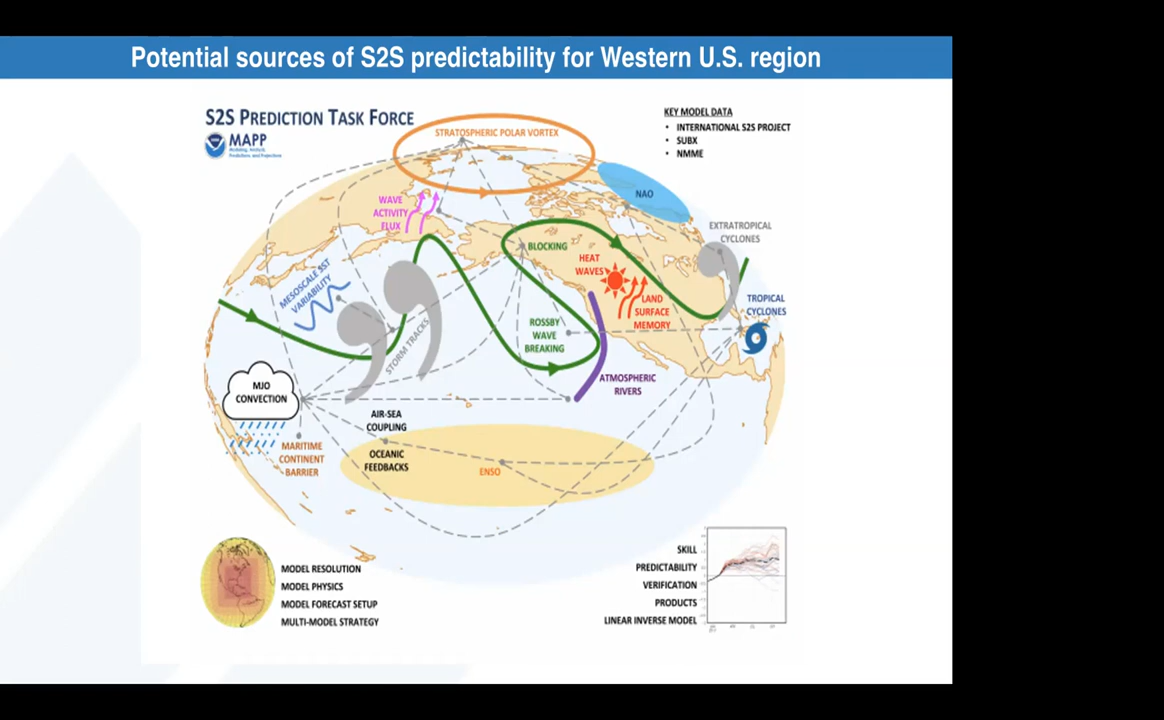 Potential sources of S2S predictability for Western U.S. region
S2S PREDICTION TASK FORCE
MAPP
KEY MODEL DATA
• INTERNATIONAL S2S PROJECT
• SUBX
• NMME
STRATOSPHERIC POLAR VORTEX
WAVE
ACTIVITY
FLUX
NAO
EXTRATROPICAL
CYCLONES
BLOCKING
HEAT
WAVES
MESOSCALE SST
VARIABILITY
LAND
SURFACE
MEMORY
TROPICAL
CYCLONES
ROSSBY
WAVE
BREAKING
STORM TRACKS
ATMOSPHERIC
RIVERS
MJO
CONVECTION
AIR-SEA
COUPLING
MARITIME
CONTINENT
BARRIER
OCEANIC
FEEDBACKS
ENSO
MODEL RESOLUTION
MODEL PHYSICS
MODEL FORECAST SETUP
MULTI-MODEL STRATEGY
SKILL
PREDICTABILITY
VERIFICATION
PRODUCTS
LINEAR INVERSE MODEL